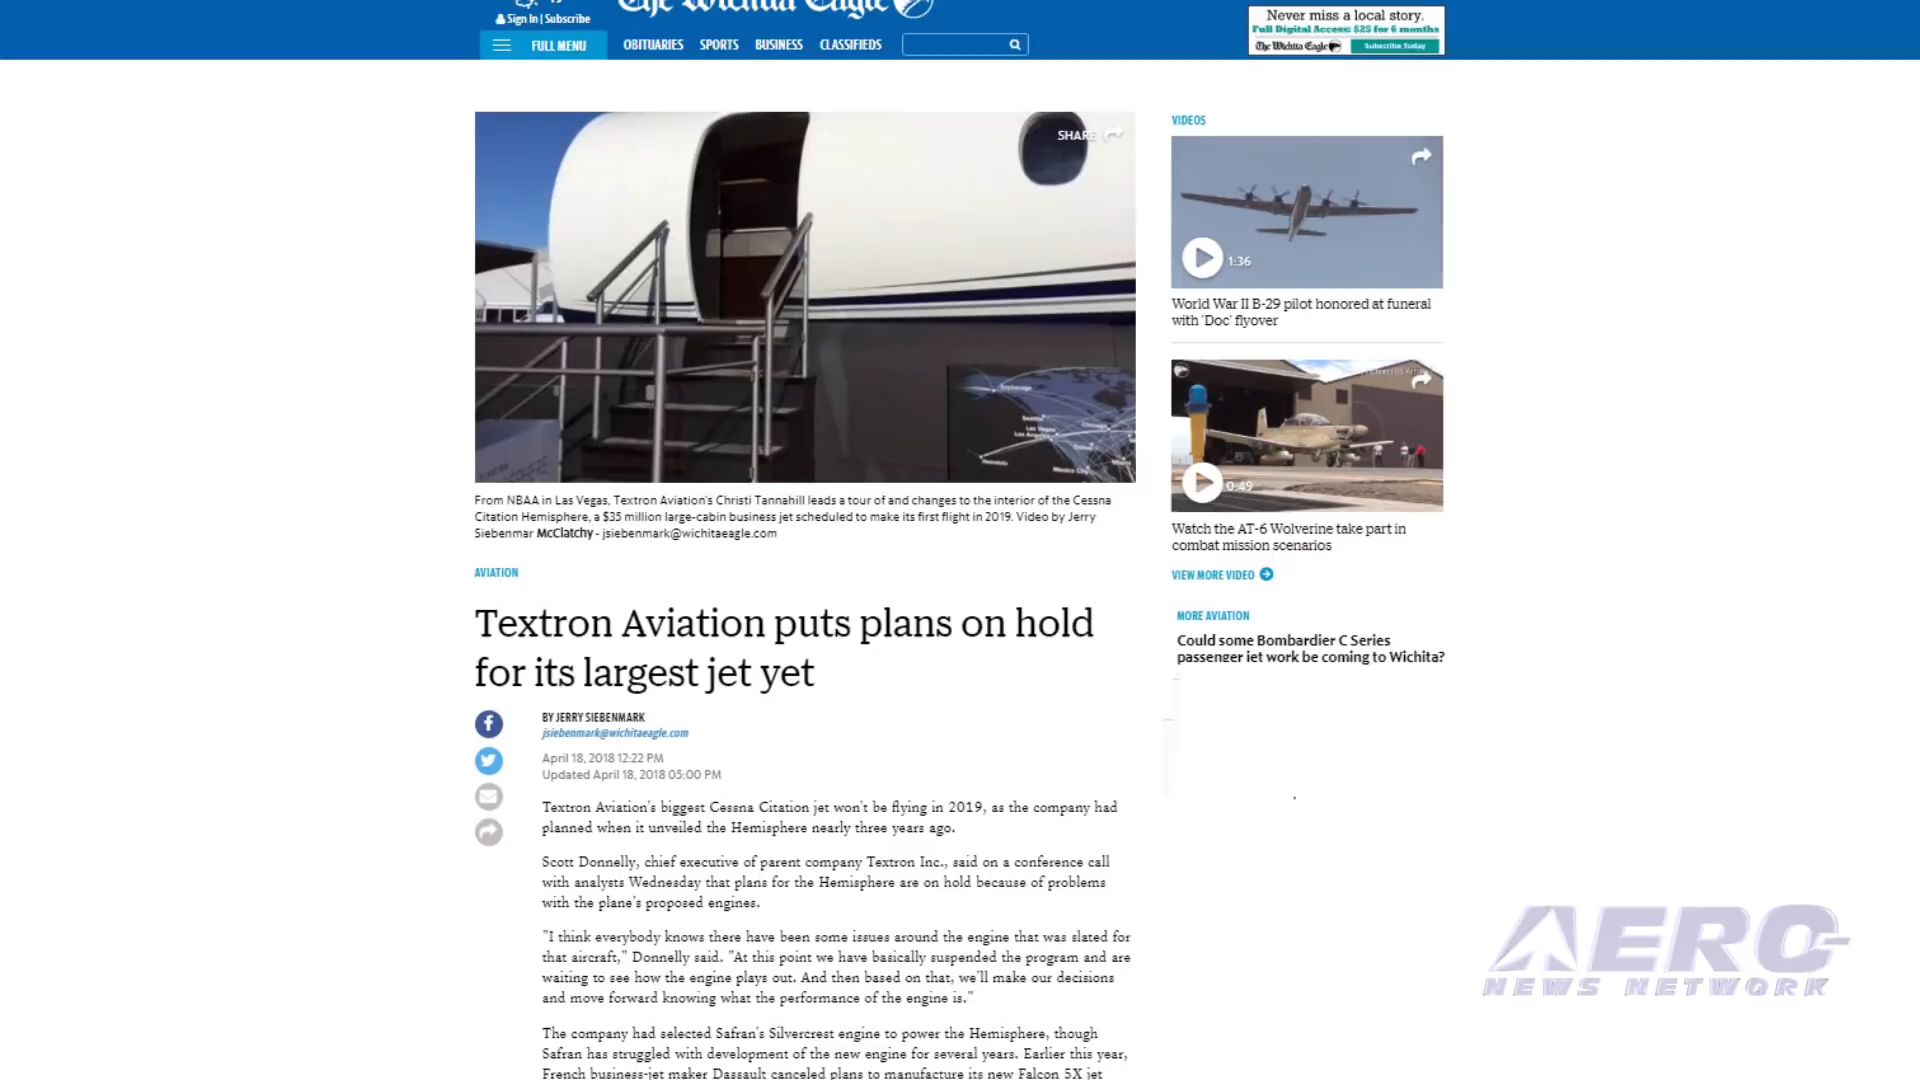 The Wichita Eagle
Sign In | Subscribe
FULL MENU
OBITUARIES SPORTS BUSINESS CLASSIFIEDS
Never miss a local story.
Full Digital Access: $25 for 6 months
The Wichita Eagle
Subscribe Today
SHARE
Anchorage
Seattle
Las Vegas
Chicago
Los Angeles
Honolulu
Mexico City
Miami
From NBAA in Las Vegas, Textron Aviation's Christi Tannahill leads a tour of and changes to the interior of the Cessna
Citation Hemisphere, a $35 million large-cabin business jet scheduled to make its first flight in 2019. Video by Jerry
Siebenmar McClatchy - jsiebenmark@wichitaeagle.com
AVIATION
Textron Aviation puts plans on hold
for its largest jet yet
BY JERRY SIEBENMARK
jsiebenmark@wichitaeagle.com
April 18, 2018 12:22 PM
Updated April 18, 2018 05:00 PM
Textron Aviation's biggest Cessna Citation jet won't be flying in 2019, as the company had
planned when it unveiled the Hemisphere nearly three years ago.
Scott Donnelly, chief executive of parent company Textron Inc., said on a conference call
with analysts Wednesday that plans for the Hemisphere are on hold because of problems
with the plane's proposed engines.
"I think everybody knows there have been some issues around the engine that was slated for
that aircraft," Donnelly said. "At this point we have basically suspended the program and are
waiting to see how the engine plays out. And then based on that, we'll make our decisions
and move forward knowing what the performance of the engine is."
The company had selected Safran's Silvercrest engine to power the Hemisphere, though
Safran has struggled with development of the new engine for several years. Earlier this year,
French business-jet maker Dassault canceled plans to manufacture its new Falcon 5X jet
VIDEOS
1:36
World War II B-29 pilot honored at funeral
with 'Doc' flyover
0:49
Watch the AT-6 Wolverine take part in
combat mission scenarios
VIEW MORE VIDEO
MORE AVIATION
Could some Bombardier C Series
passenger jet work be coming to Wichita?
AERO
NEWS NETWORK